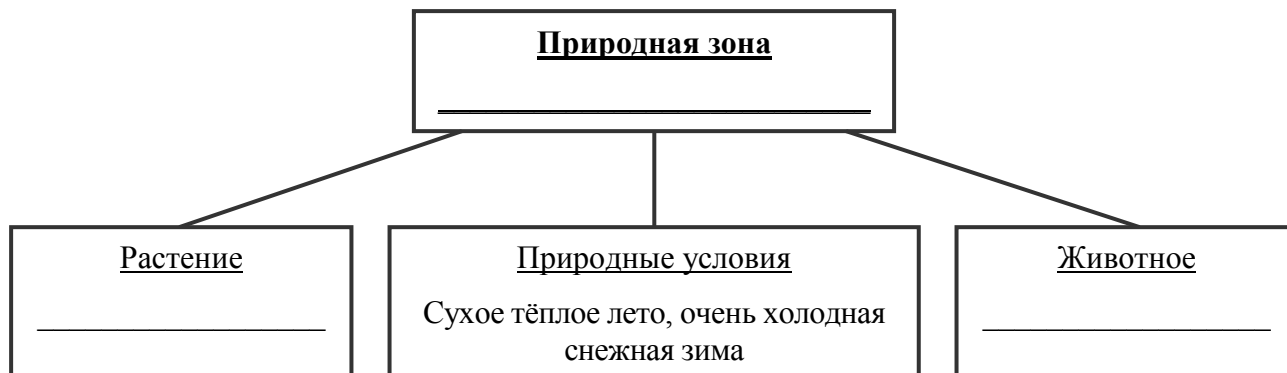 Природная зона
Растение
Природные условия
Сухое тёплое лето, очень холодная
снежная зима
Животное